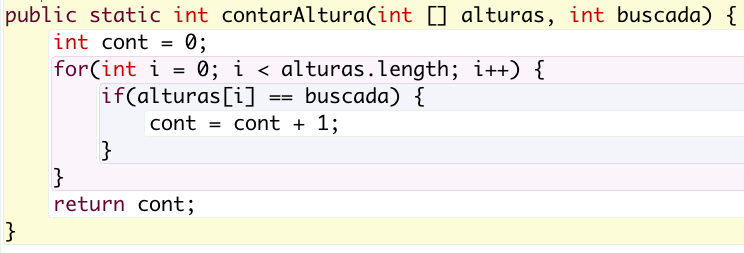 public static int contarAltura(int [] alturas, int buscada) {
int cont = 0;
for(int i = 0; i < alturas.length; i++) {
if(alturas[i] == buscada) {
cont = cont + 1;
}
}
return cont;
}